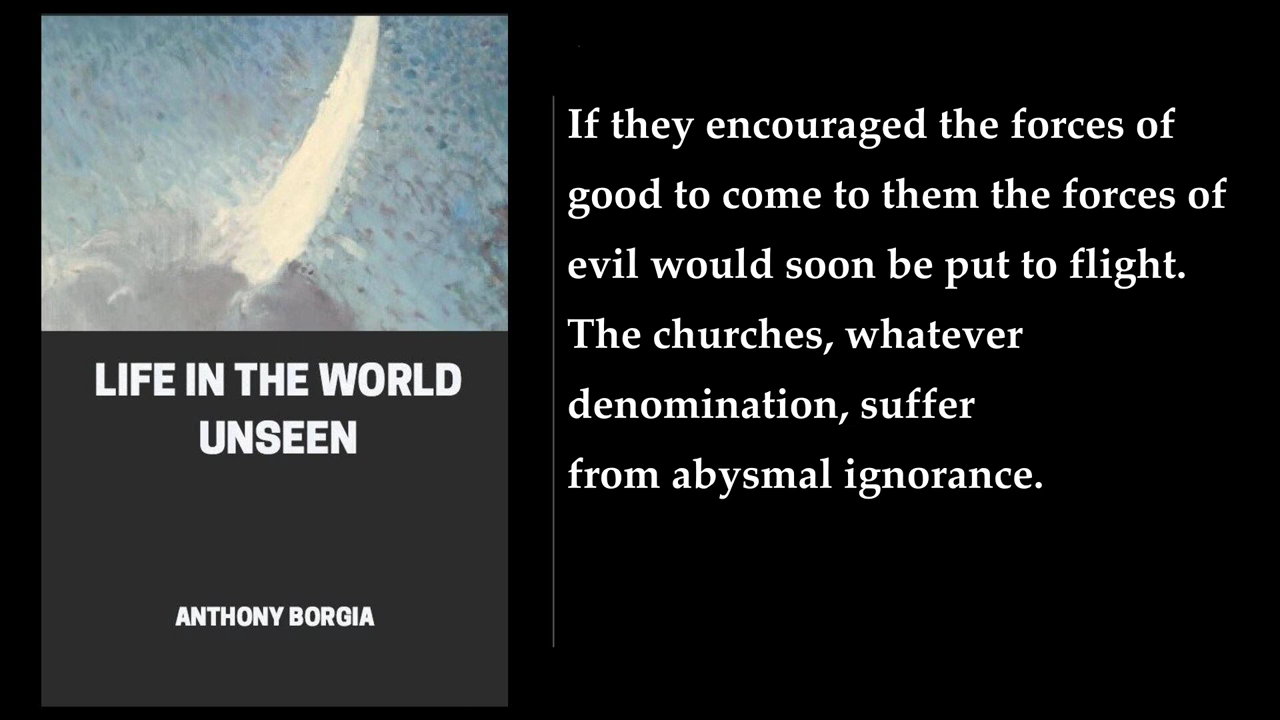 LIFE IN THE WORLD
UNSEEN
ANTHONY BORGIA
If they encouraged the forces of
good to come to them the forces of
evil would soon be put to flight.
The churches, whatever
denomination, suffer
from abysmal ignorance.